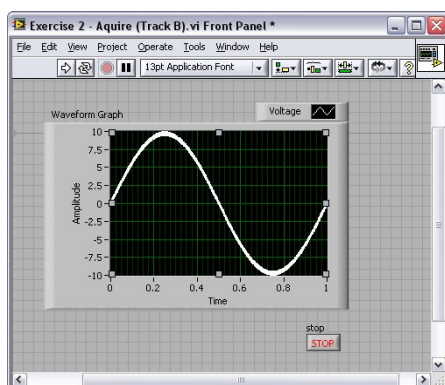 Exercise 2 - Aquire (Track B).vi Front Panel *
File Edit View Project Operate Tools Window Help
13pt Application Font
Waveform Graph
Voltage
10
7.5
5
2.5
0
-2.5
-5
-7.5
-10
Amplitude
0 0.2 0.4 0.6 0.8 1
Time
stop
STOP